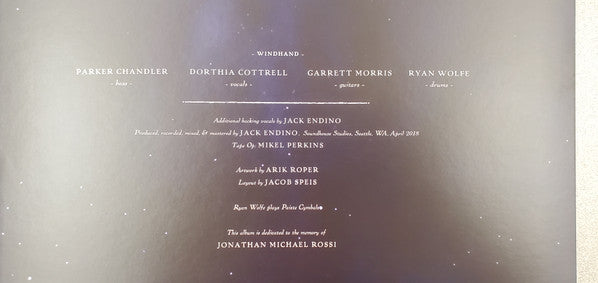 - WINDHAND -
PARKER CHANDLER DORTHIA COTTRELL GARRETT MORRIS RYAN WOLFE
- bass - - vocals - - guitars - - drums -
Additional backing vocals by JACK ENDINO
Produced, recorded, mixed, & mastered by JACK ENDINO. Soundhouse Studios, Seattle, WA, April 2018
Tape Op: MIKEL PERKINS
Artwork by ARIK ROPER
Layout by JACOB SPEIS
Ryan Wolfe plays Paiste Cymbals
This album is dedicated to the memory of
JONATHAN MICHAEL ROSSI